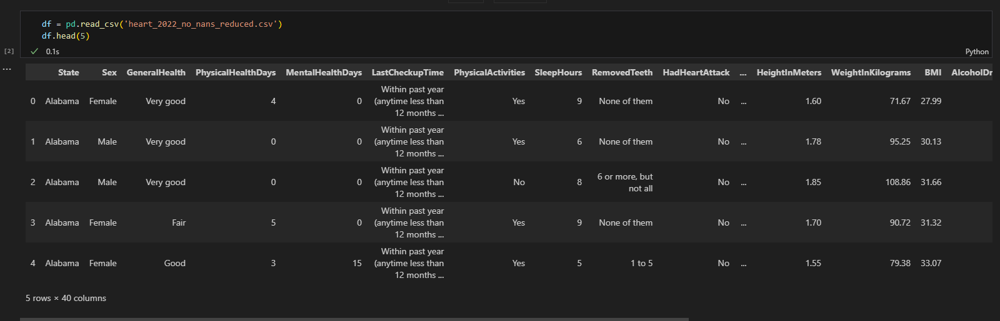 df = pd.read_csv('heart_2022_no_nans_reduced.csv')
df.head(5)
[2]
0.1s
Python
...
State Sex GeneralHealth PhysicalHealthDays MentalHealthDays LastCheckupTime PhysicalActivities SleepHours RemovedTeeth HadHeartAttack ... HeightInMeters WeightInKilograms BMI AlcoholDr
0 Alabama Female Very good 4 0 Within past year (anytime less than 12 months ... Yes 9 None of them No ... 1.60 71.67 27.99
1 Alabama Male Very good 0 0 Within past year (anytime less than 12 months ... Yes 6 None of them No ... 1.78 95.25 30.13
2 Alabama Male Very good 0 0 Within past year (anytime less than 12 months ... No 8 6 or more, but not all No ... 1.85 108.86 31.66
3 Alabama Female Fair 5 0 Within past year (anytime less than 12 months ... Yes 9 None of them No ... 1.70 90.72 31.32
4 Alabama Female Good 3 15 Within past year (anytime less than 12 months ... Yes 5 1 to 5 No ... 1.55 79.38 33.07
5 rows × 40 columns